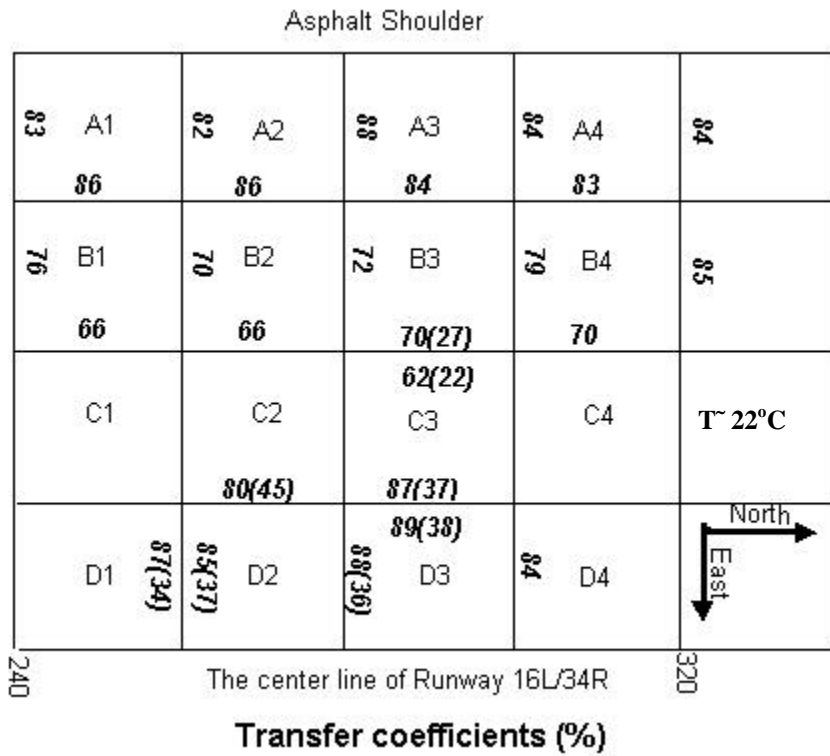 Asphalt Shoulder
83 A1 82 A2 88 A3 84 A4 84
86 86 84 83
76 B1 70 B2 72 B3 79 B4 85
66 66 70(27) 70
62(22)
C1 C2 C3 C4 T~ 22°C
80(45) 87(37)
89(38) North
D1 87(34) 85(37) D2 88(36) D3 84 D4 East
240 The center line of Runway 16L/34R 320
Transfer coefficients (%)